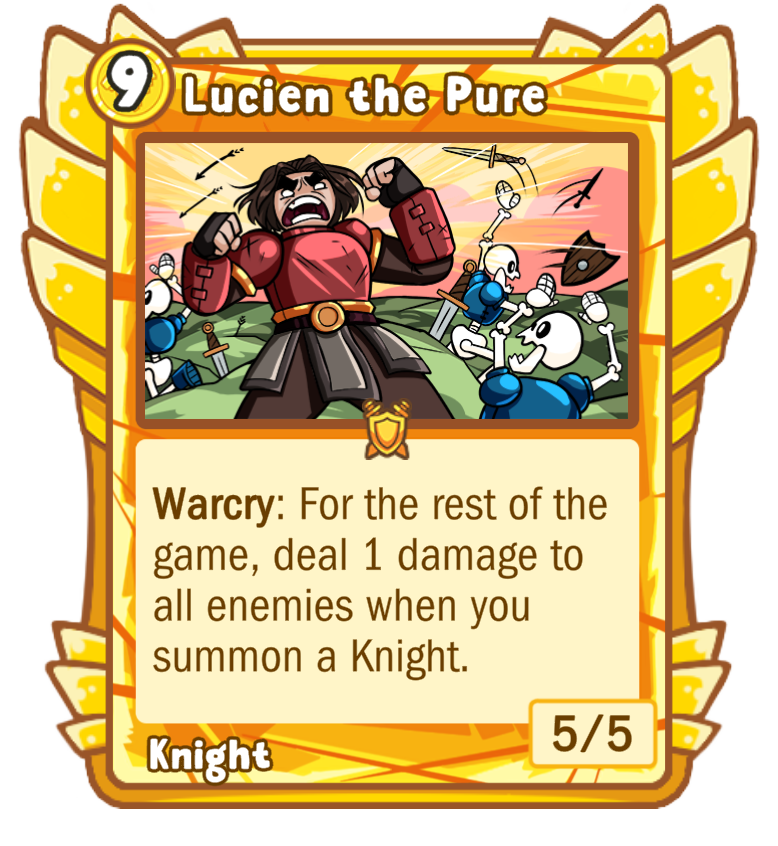 9
Lucien the Pure
Warcry: For the rest of the
game, deal 1 damage to
all enemies when you
summon a Knight.
5/5
Knight